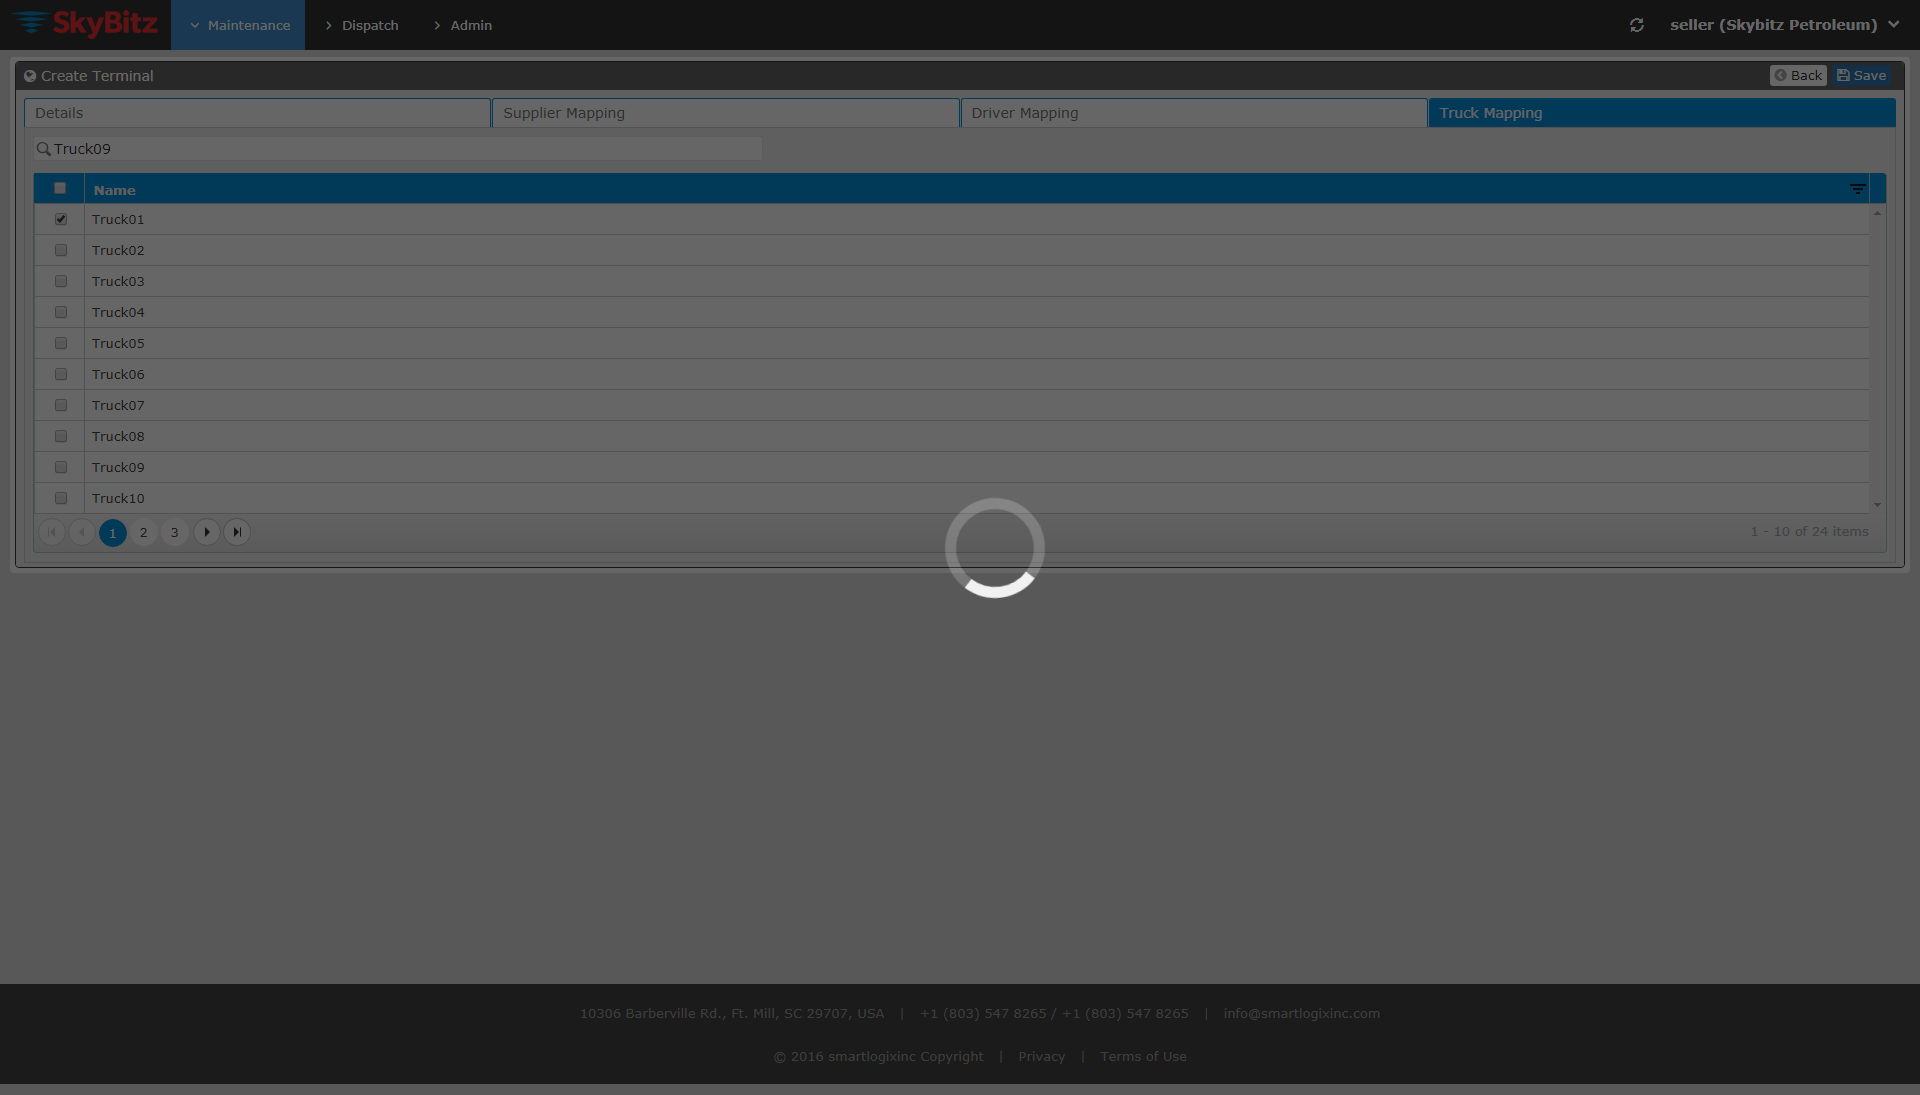 SkyBitz
Maintenance
Dispatch
Admin
seller (Skybitz Petroleum)
Create Terminal
Back
Save
Details
Supplier Mapping
Driver Mapping
Truck Mapping
Truck09
Name
Truck01
Truck02
Truck03
Truck04
Truck05
Truck06
Truck07
Truck08
Truck09
Truck10
1 2 3
1 - 10 of 24 items
10306 Barberville Rd., Ft. Mill, SC 29707, USA | +1 (803) 547 8265 / +1 (803) 547 8265 | info@smartlogixinc.com
© 2016 smartlogixinc Copyright | Privacy | Terms of Use